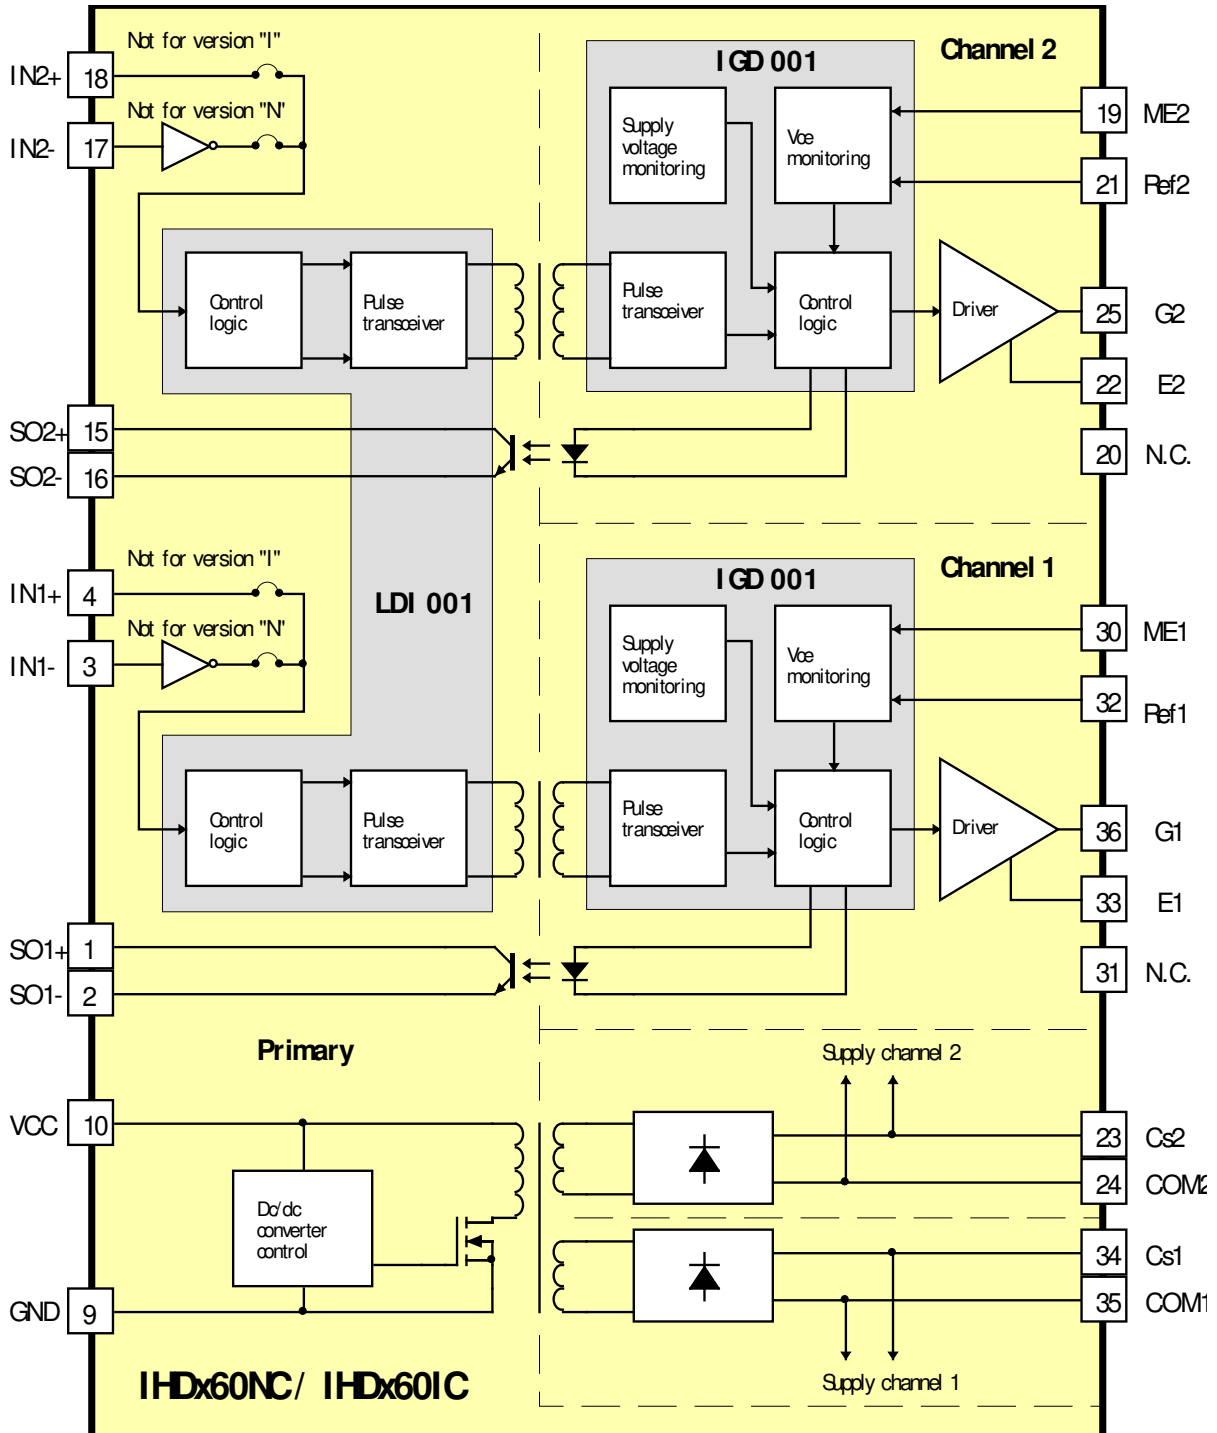 Not for version "I"
IN2+ 18
Not for version "N"
IN2- 17
IGD 001
Channel 2
Supply
voltage
monitoring
Vce
monitoring
19 ME2
21 Ref2
Control
logic
Pulse
transceiver
Pulse
transceiver
Control
logic
Driver
25 G2
22 E2
SO2+ 15
SO2- 16
20 N.C.
Not for version "I"
IN1+ 4
Not for version "N"
IN1- 3
LDI 001
IGD 001
Channel 1
Supply
voltage
monitoring
Vce
monitoring
30 ME1
32 Ref1
Control
logic
Pulse
transceiver
Pulse
transceiver
Control
logic
Driver
36 G1
33 E1
SO1+ 1
SO1- 2
31 N.C.
Primary
Supply channel 2
VCC 10
Dc/dc
converter
control
GND 9
23 Cs2
24 COM2
34 Cs1
35 COM1
Supply channel 1
IHDx60NC/ IHDx60IC